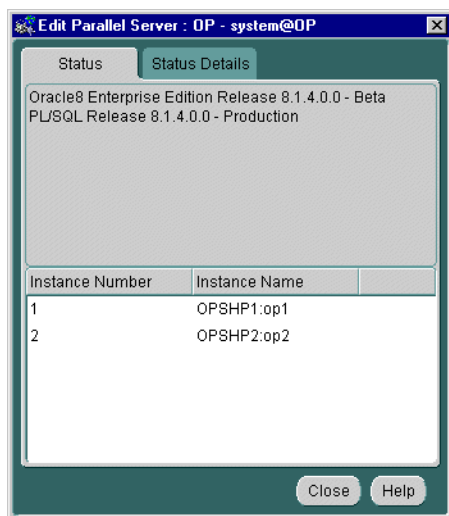 Edit Parallel Server : OP - system@OP
Status Status Details
Oracle8 Enterprise Edition Release 8.1.4.0.0 - Beta
PL/SQL Release 8.1.4.0.0 - Production
Instance Number Instance Name
1 OPSHP1:op1
2 OPSHP2:op2
Close Help